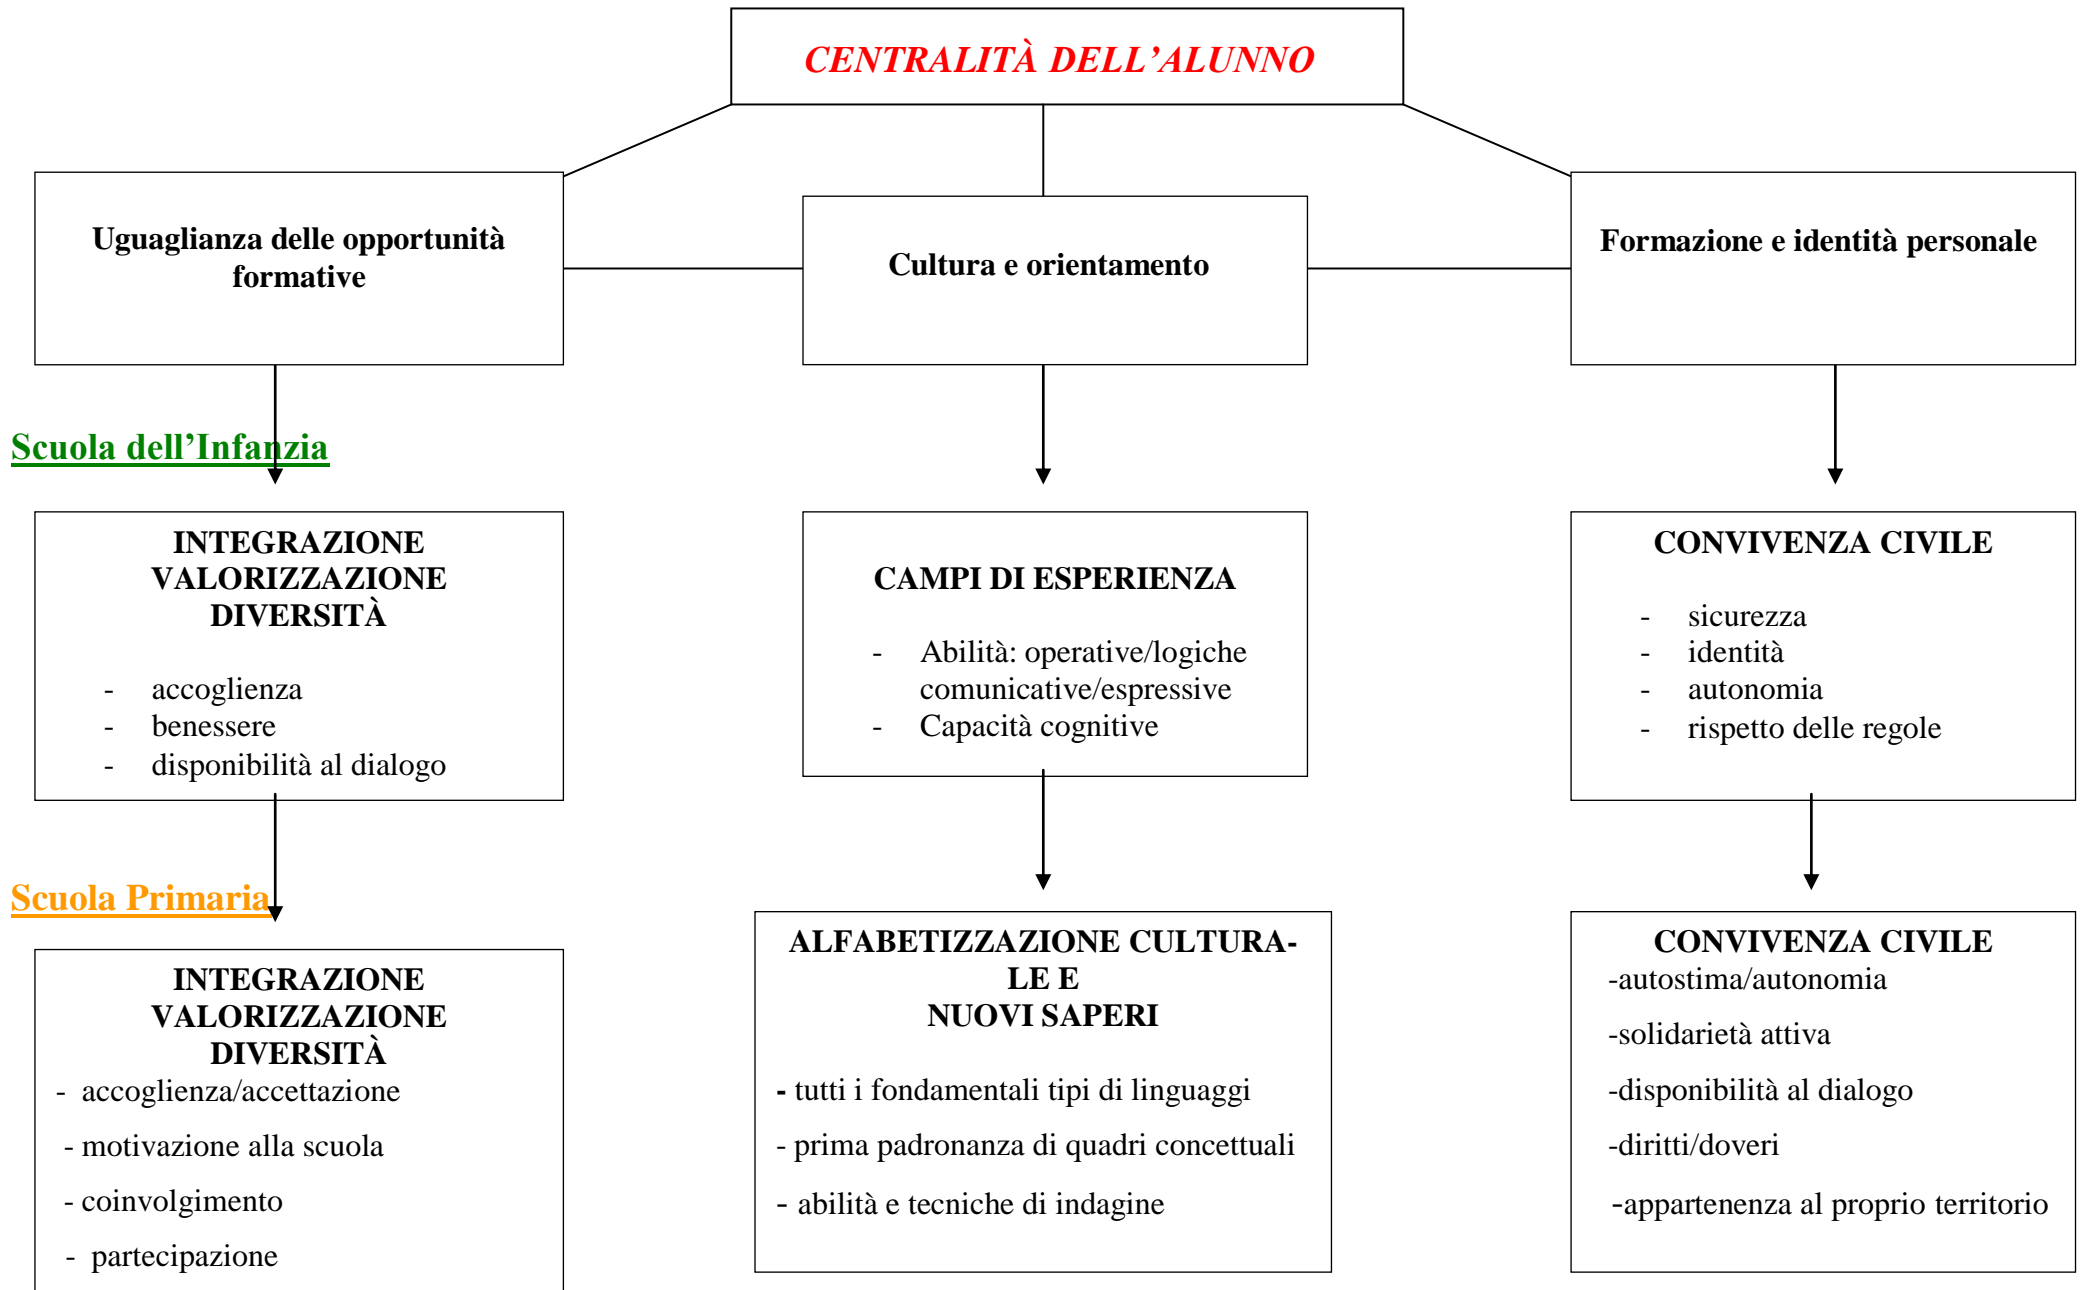 CENTRALITÀ DELL’ALUNNO
Uguaglianza delle opportunità
formative
Cultura e orientamento
Formazione e identità personale
Scuola dell’Infanzia
INTEGRAZIONE
VALORIZZAZIONE
DIVERSITÀ
- accoglienza
- benessere
- disponibilità al dialogo
CAMPI DI ESPERIENZA
- Abilità: operative/logiche
comunicative/espressive
- Capacità cognitive
CONVIVENZA CIVILE
- sicurezza
- identità
- autonomia
- rispetto delle regole
Scuola Primaria
INTEGRAZIONE
VALORIZZAZIONE
DIVERSITÀ
- accoglienza/accettazione
- motivazione alla scuola
- coinvolgimento
- partecipazione
ALFABETIZZAZIONE CULTURA-
LE E
NUOVI SAPERI
- tutti i fondamentali tipi di linguaggi
- prima padronanza di quadri concettuali
- abilità e tecniche di indagine
CONVIVENZA CIVILE
-autostima/autonomia
-solidarietà attiva
-disponibilità al dialogo
-diritti/doveri
-appartenenza al proprio territorio